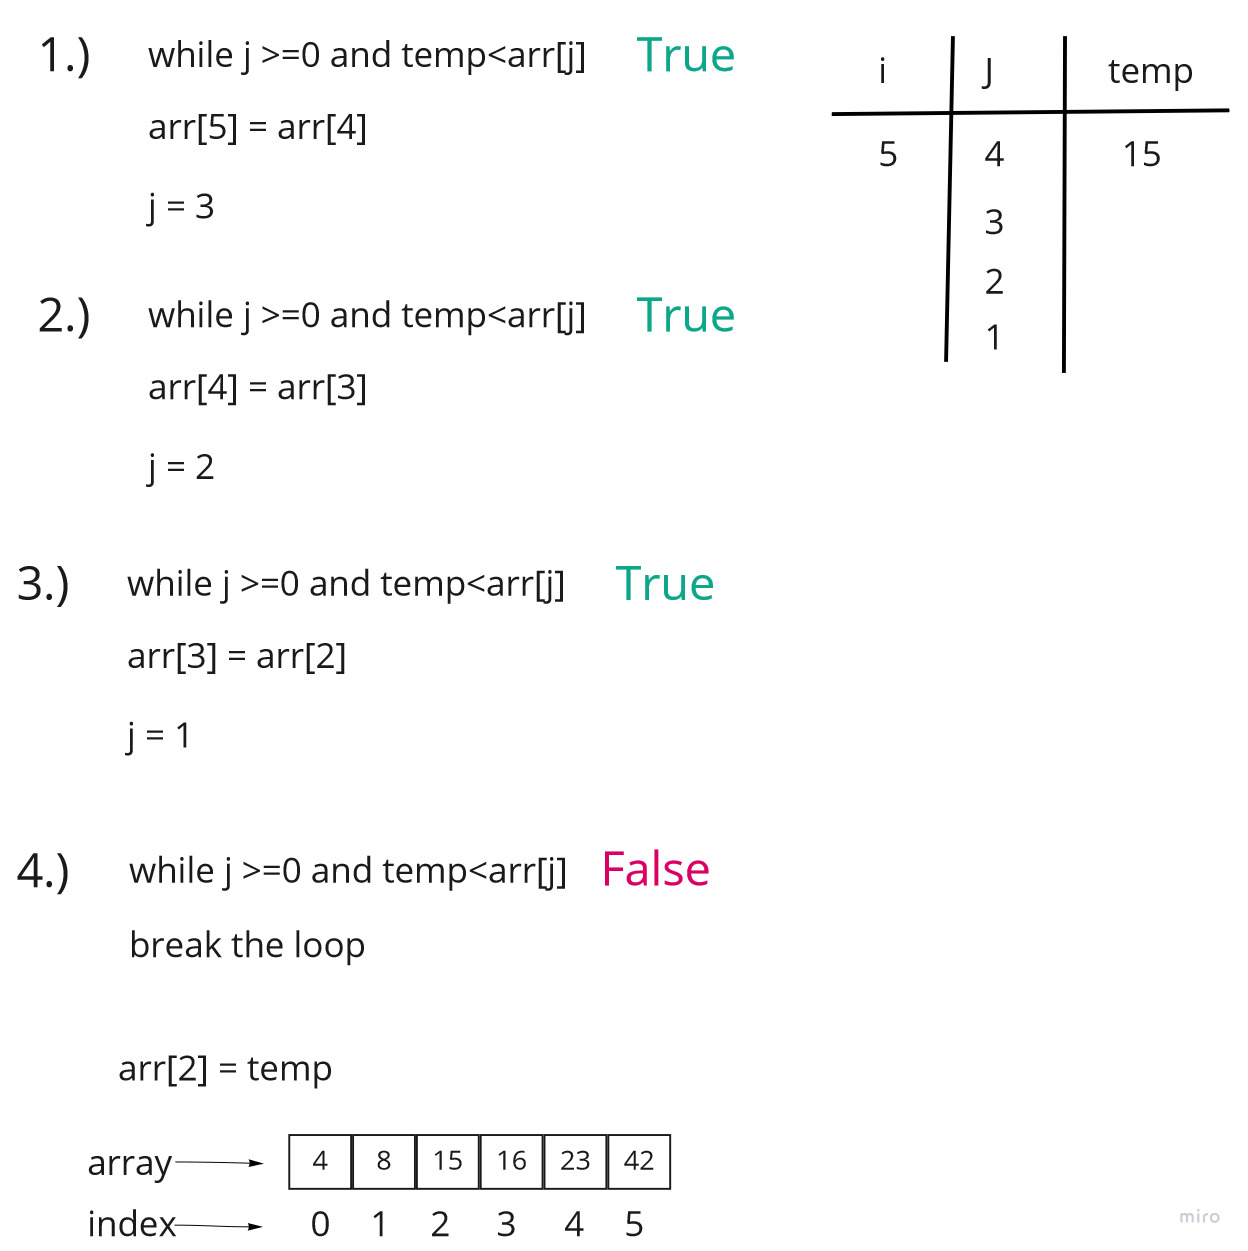 1.) while j >=0 and temp<arr[j] True
arr[5] = arr[4]
j = 3
i J temp
5 4 15
3
2
1
2.) while j >=0 and temp<arr[j] True
arr[4] = arr[3]
j = 2
3.) while j >=0 and temp<arr[j] True
arr[3] = arr[2]
j = 1
4.) while j >=0 and temp<arr[j] False
break the loop
arr[2] = temp
array 4 8 15 16 23 42
index 0 1 2 3 4 5
miro